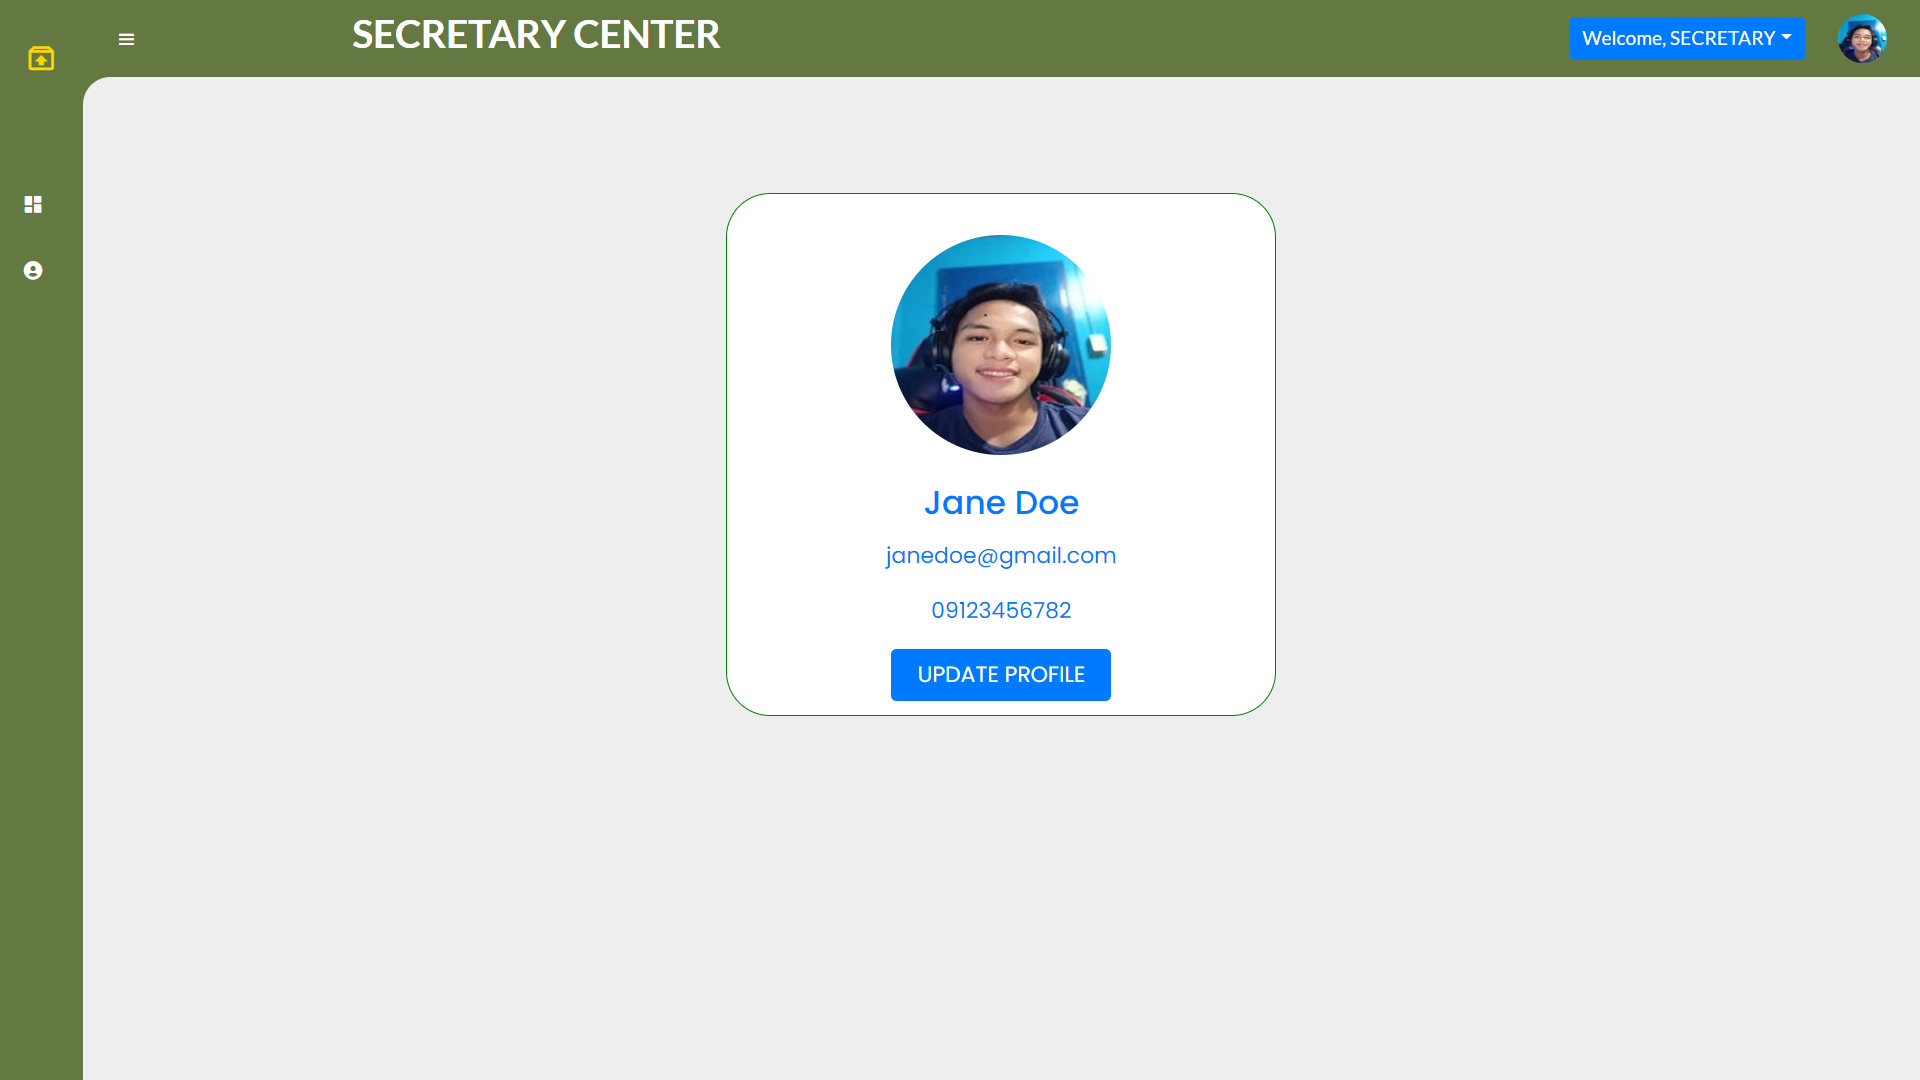 SECRETARY CENTER
Welcome, SECRETARY
Jane Doe
janedoe@gmail.com
09123456782
UPDATE PROFILE